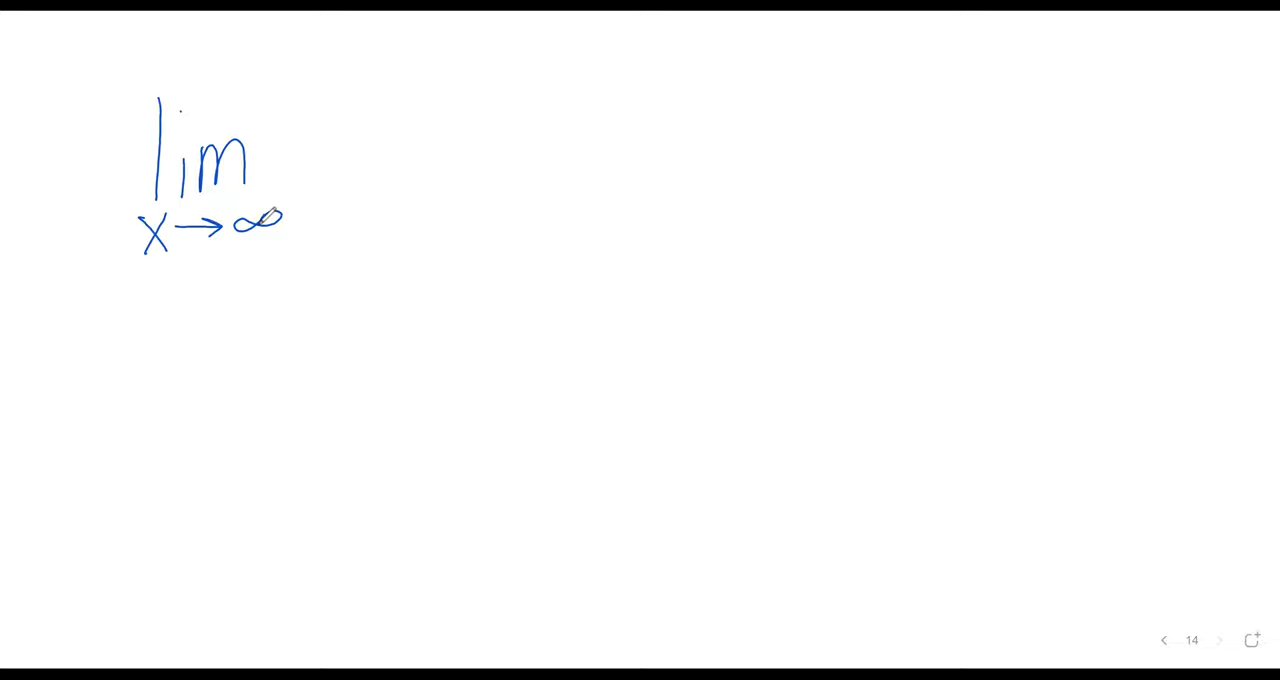 lim
x → ∞
14